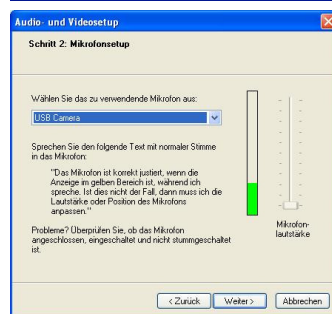 Audio- und Videosetup
Schritt 2: Mikrofonsetup
Wählen Sie das zu verwendende Mikrofon aus:
USB Camera
Sprechen Sie den folgende Text mit normaler Stimme
in das Mikrofon:
"Das Mikrofon ist korrekt justiert, wenn die
Anzeige im gelben Bereich ist, während ich
spreche. Ist dies nicht der Fall, dann muss ich die
Lautstärke oder Position des Mikrofons
anpassen."
Probleme? Überprüfen Sie, ob das Mikrofon
angeschlossen, eingeschaltet und nicht stummgeschaltet
ist.
Mikrofon-
lautstärke
< Zurück
Weiter >
Abbrechen